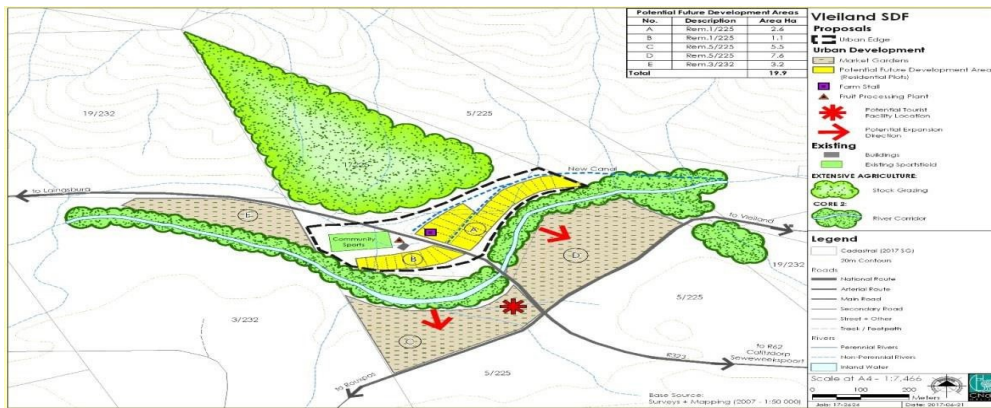 Potential Future Development Areas
No. Description Area Ha
A Rem.1/225 2.6
B Rem.1/225 1.1
C Rem.5/225 5.5
D Rem.5/225 7.6
E Rem.3/232 3.2
Total 19.9
Vleiland SDF
Proposals
Urban Edge
Urban Development
Market Gardens
Potential Future Development Area
(Residential Plots)
Farm Stall
Fruit Processing Plant
Potential Tourist
Facility Location
Potential Expansion
Direction
Existing
Buildings
Existing Sportsfield
EXTENSIVE AGRICULTURE:
Stock Grazing
CORE 2:
River Corridor
Legend
Cadastral (2017 SG)
20m Contours
Roads
National Route
Arterial Route
Main Road
Secondary Road
Street + Other
Track / Footpath
Rivers
Perennial Rivers
Non-Perennial Rivers
Inland Water
Scale at A4 - 1:7,466
0 100 200
Meters
Date: 2017-06-21
19/232
5/225
New Canal
to Laingsburg
to Vleiland
E
Community
Sports
A
B
D
19/232
3/232
5/225
C
to R62
Calitzdorp
Seweweekspoort
R323
to Rouxpos
5/225
Base Source:
Surveys + Mapping (2007 - 1:50 000)